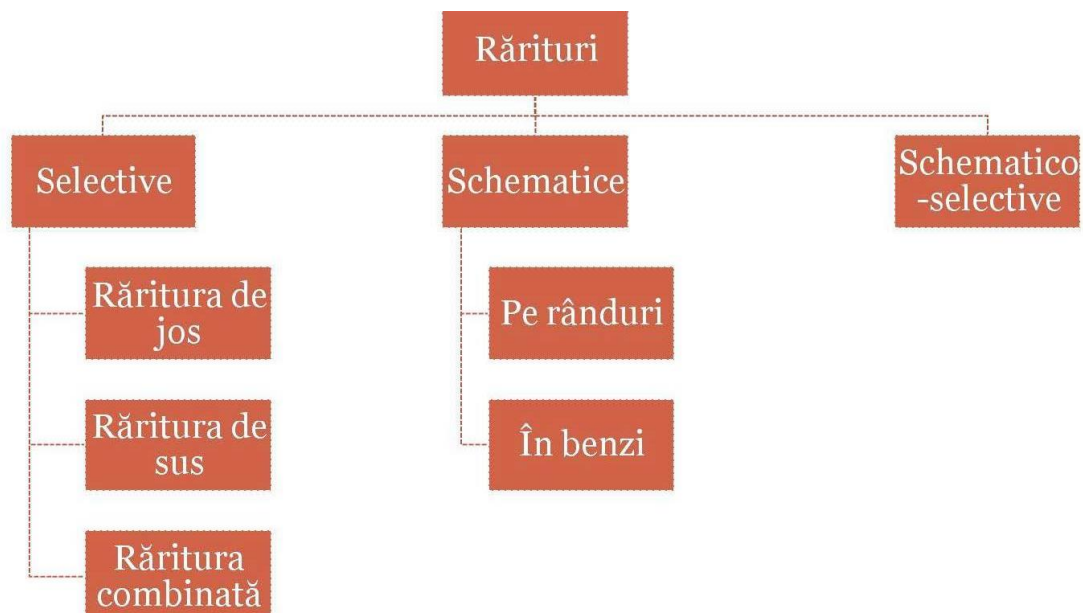 Rărituri
Selective
Schematice
Schematico
-selective
Răritura de
jos
Pe rânduri
Răritura de
sus
În benzi
Răritura
combinată